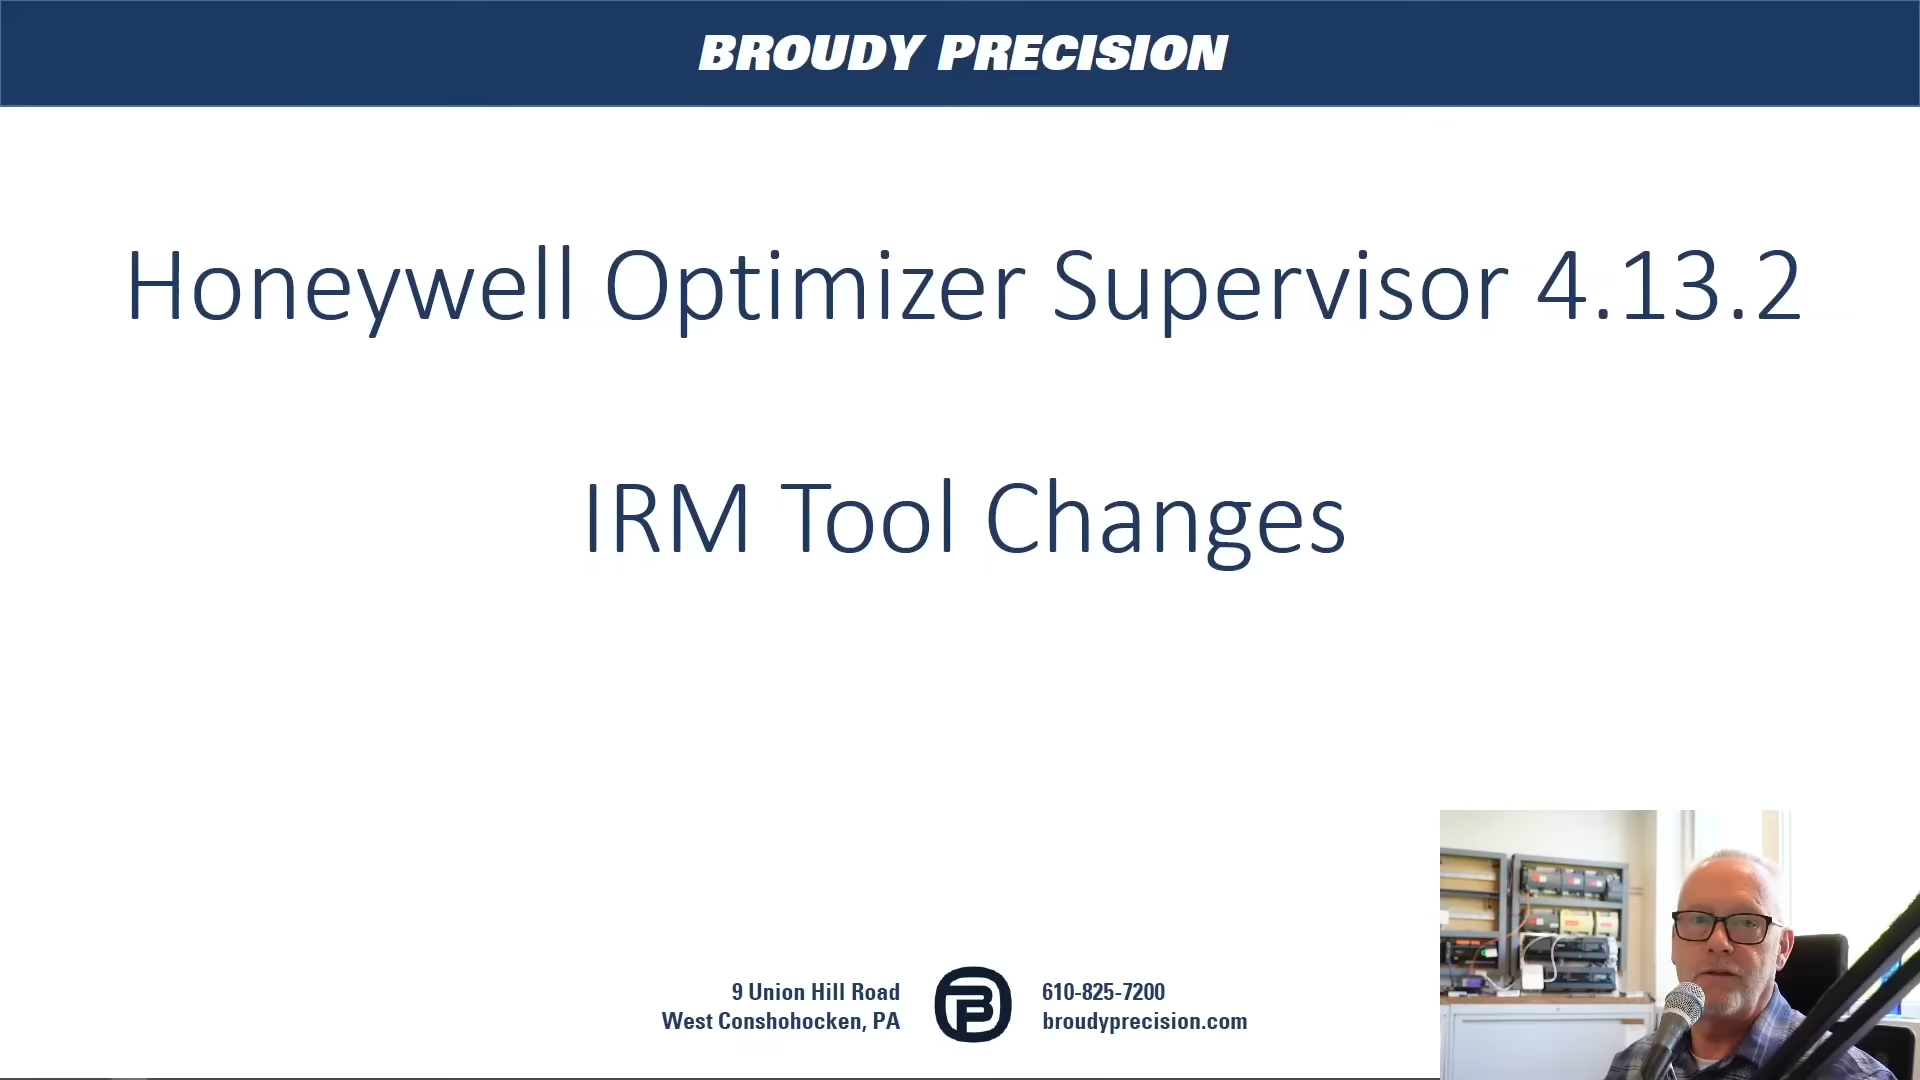 BROUDY PRECISION
Honeywell Optimizer Supervisor 4.13.2
IRM Tool Changes
9 Union Hill Road
West Conshohocken, PA
610-825-7200
broudyprecision.com